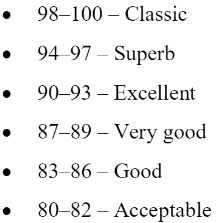 • 98–100 – Classic
• 94–97 – Superb
• 90–93 – Excellent
• 87–89 – Very good
• 83–86 – Good
• 80–82 – Acceptable